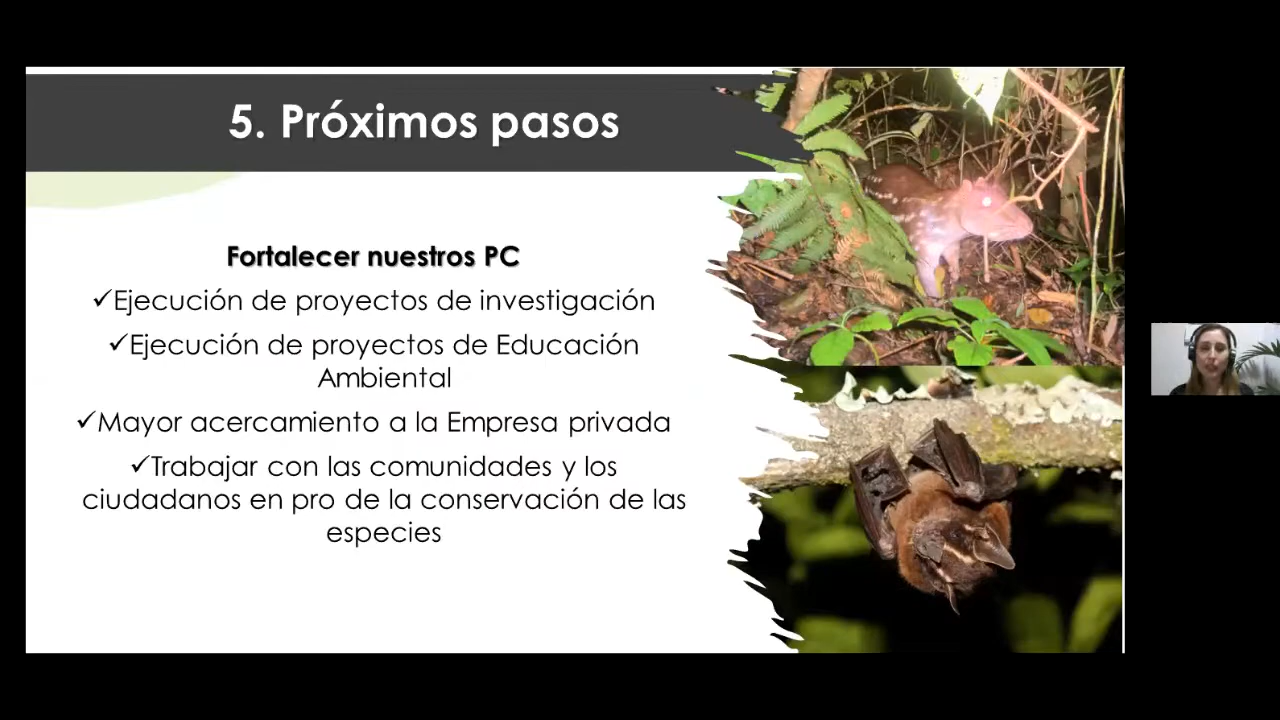 5. Próximos pasos
Fortalecer nuestros PC
✓Ejecución de proyectos de investigación
✓Ejecución de proyectos de Educación
Ambiental
✓Mayor acercamiento a la Empresa privada
✓Trabajar con las comunidades y los
ciudadanos en pro de la conservación de las
especies